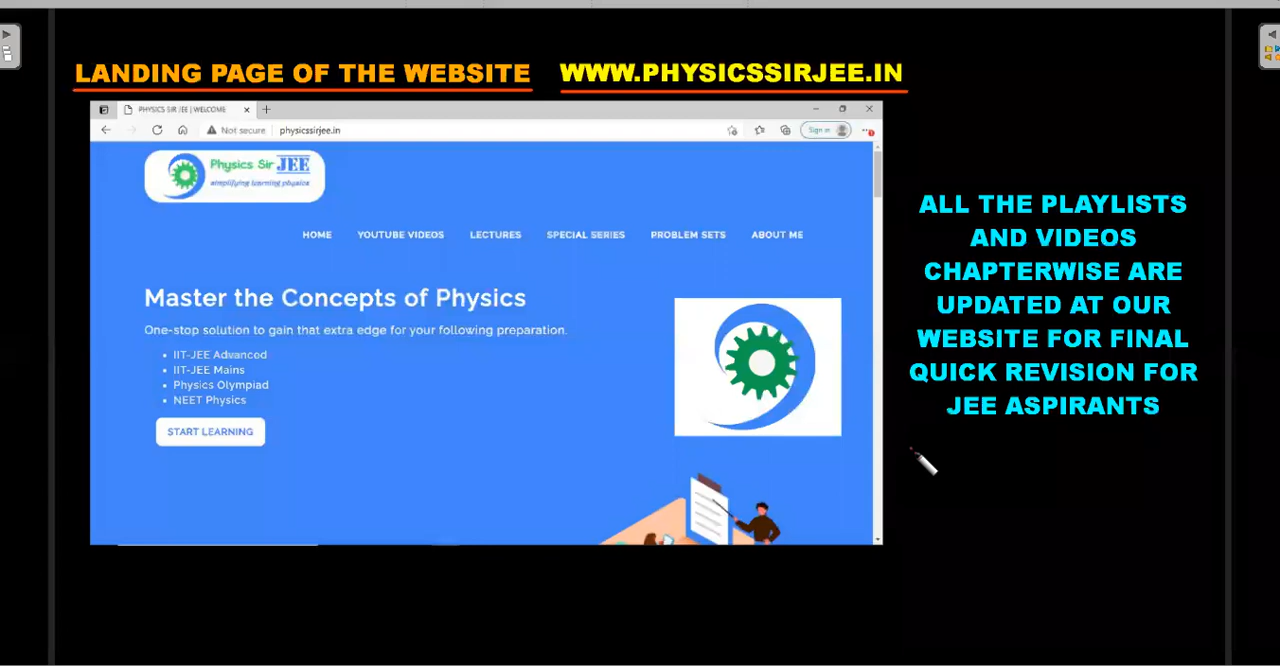 LANDING PAGE OF THE WEBSITE WWW.PHYSICSSIRJEE.IN
PHYSICS SIR JEE | WELCOME
Not secure physicssirjee.in Sign in
Physics Sir JEE
simplifying learning physics
HOME YOUTUBE VIDEOS LECTURES SPECIAL SERIES PROBLEM SETS ABOUT ME
Master the Concepts of Physics
One-stop solution to gain that extra edge for your following preparation.
IIT-JEE Advanced
IIT-JEE Mains
Physics Olympiad
NEET Physics
START LEARNING
ALL THE PLAYLISTS
AND VIDEOS
CHAPTERWISE ARE
UPDATED AT OUR
WEBSITE FOR FINAL
QUICK REVISION FOR
JEE ASPIRANTS